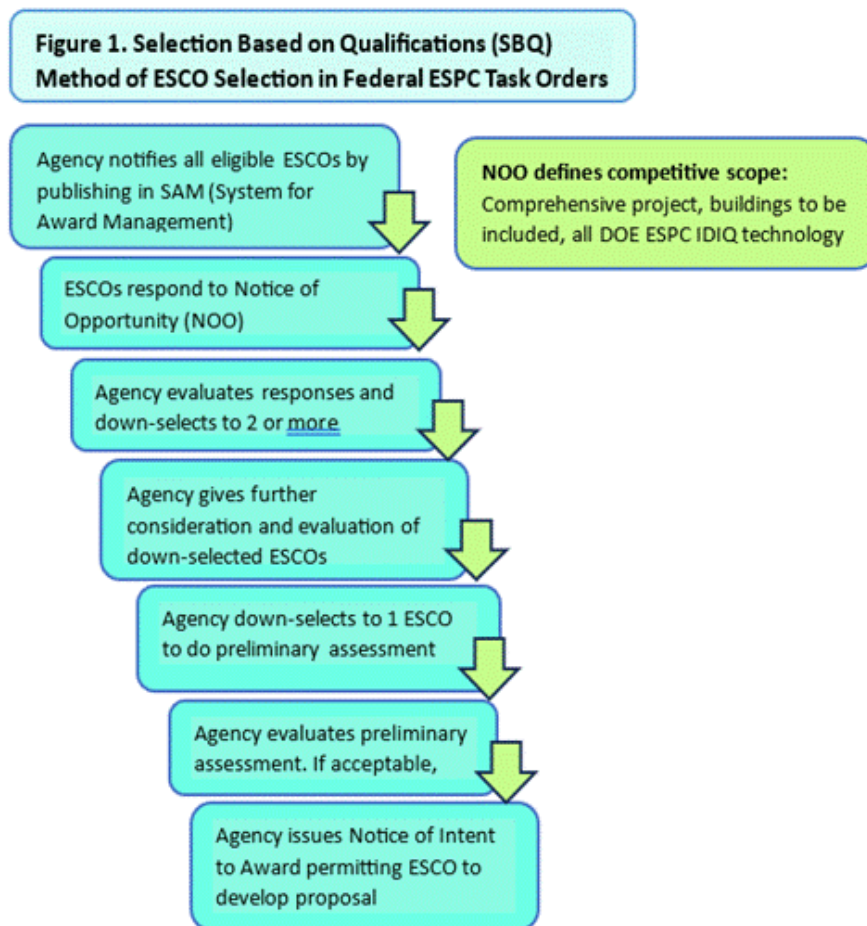 Figure 1. Selection Based on Qualifications (SBQ)
Method of ESCO Selection in Federal ESPC Task Orders
Agency notifies all eligible ESCOs by
publishing in SAM (System for
Award Management)
NOO defines competitive scope:
Comprehensive project, buildings to be
included, all DOE ESPC IDIQ technology
ESCOs respond to Notice of
Opportunity (NOO)
Agency evaluates responses and
down-selects to 2 or more
Agency gives further
consideration and evaluation of
down-selected ESCOs
Agency down-selects to 1 ESCO
to do preliminary assessment
Agency evaluates preliminary
assessment. If acceptable,
Agency issues Notice of Intent
to Award permitting ESCO to
develop proposal